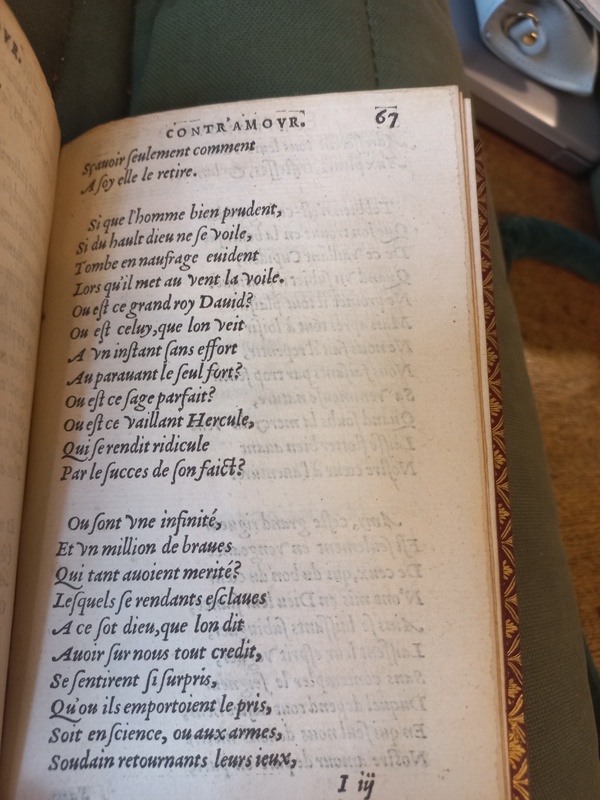 CONTR'AMOVR. 67
Sçauoir ſeulement comment
A ſoy elle le retire.
Si que l'homme bien prudent,
Si du hault dieu ne ſe voile,
Tombe en naufrage euident
Lors qu'il met au vent la voile.
Ou eſt ce grand roy Dauid?
Ou eſt celuy, que lon veit
A vn inſtant ſans effort
Au parauant le ſeul fort?
Ou eſt ce ſage parfait?
Ou eſt ce vaillant Hercule,
Qui ſe rendit ridicule
Par le ſucces de ſon faict?
Ou ſont vne infinité,
Et vn million de braues
Qui tant auoient merité?
Leſquels ſe rendants eſclaues
A ce ſot dieu, que lon dit
Auoir ſur nous tout credit,
Se ſentirent ſi ſurpris,
Qu'ou ils emportoient le pris,
Soit en ſcience, ou aux armes,
Soudain retournants leurs ieux,
I iij